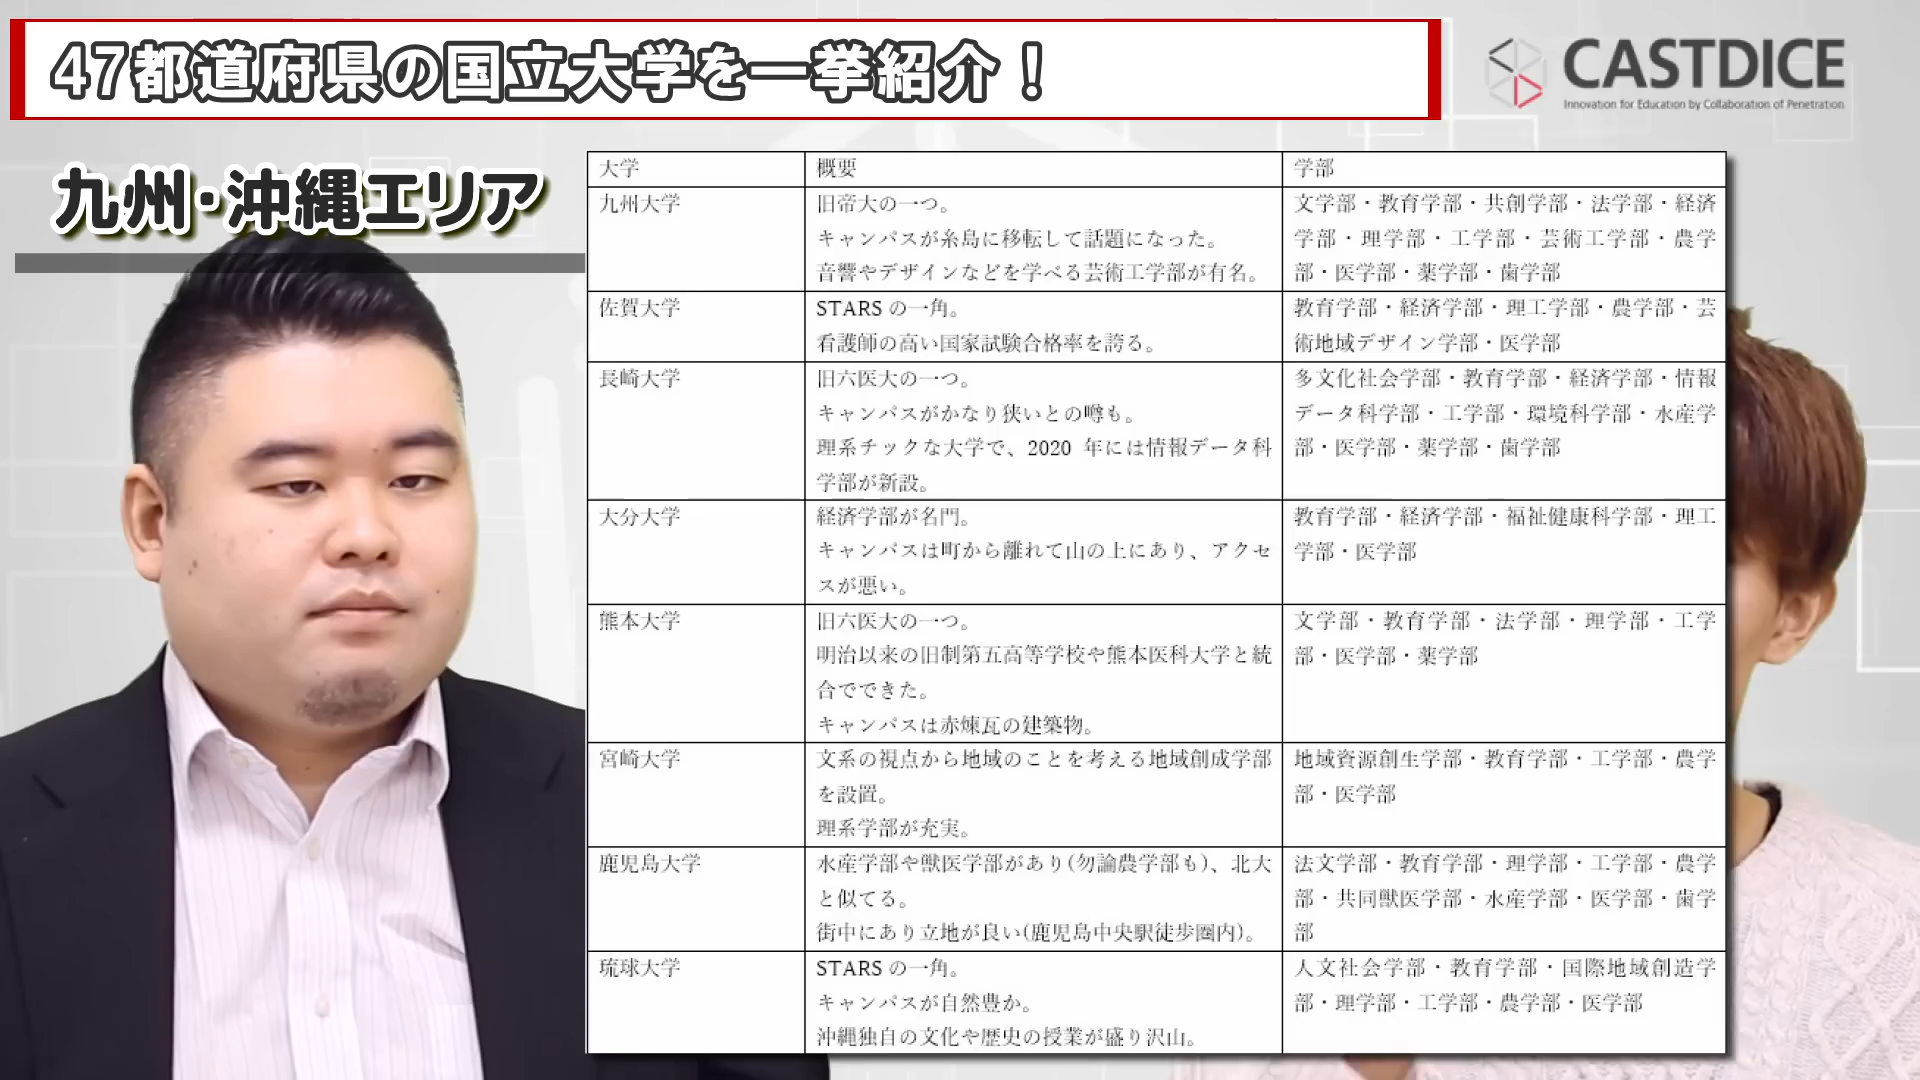 47都道府県の国立大学を一挙紹介！
CASTDICE
Innovation for Education by Collaboration of Penetration
九州・沖縄エリア
大学
概要
学部
九州大学
旧帝大の一つ。
キャンパスが糸島に移転して話題になった。
音響やデザインなどを学べる芸術工学部が有名。
文学部・教育学部・共創学部・法学部・経済
学部・理学部・工学部・芸術工学部・農学
部・医学部・薬学部・歯学部
佐賀大学
STARS の一角。
看護師の高い国家試験合格率を誇る。
教育学部・経済学部・理工学部・農学部・芸
術地域デザイン学部・医学部
長崎大学
旧六医大の一つ。
キャンパスがかなり狭いとの噂も。
理系チックな大学で、2020 年には情報データ科
学部が新設。
多文化社会学部・教育学部・経済学部・情報
データ科学部・工学部・環境科学部・水産学
部・医学部・薬学部・歯学部
大分大学
経済学部が名門。
キャンパスは町から離れて山の上にあり、アクセ
スが悪い。
教育学部・経済学部・福祉健康科学部・理工
学部・医学部
熊本大学
旧六医大の一つ。
明治以来の旧制第五高等学校や熊本医科大学と統
合でできた。
キャンパスは赤煉瓦の建築物。
文学部・教育学部・法学部・理学部・工学
部・医学部・薬学部
宮崎大学
文系の視点から地域のことを考える地域創成学部
を設置。
理系学部が充実。
地域資源創生学部・教育学部・工学部・農学
部・医学部
鹿児島大学
水産学部や獣医学部があり(勿論農学部も)、北大
と似てる。
街中にあり立地が良い(鹿児島中央駅徒歩圏内)。
法文学部・教育学部・理学部・工学部・農学
部・共同獣医学部・水産学部・医学部・歯学
部
琉球大学
STARS の一角。
キャンパスが自然豊か。
沖縄独自の文化や歴史の授業が盛り沢山。
人文社会学部・教育学部・国際地域創造学
部・理学部・工学部・農学部・医学部